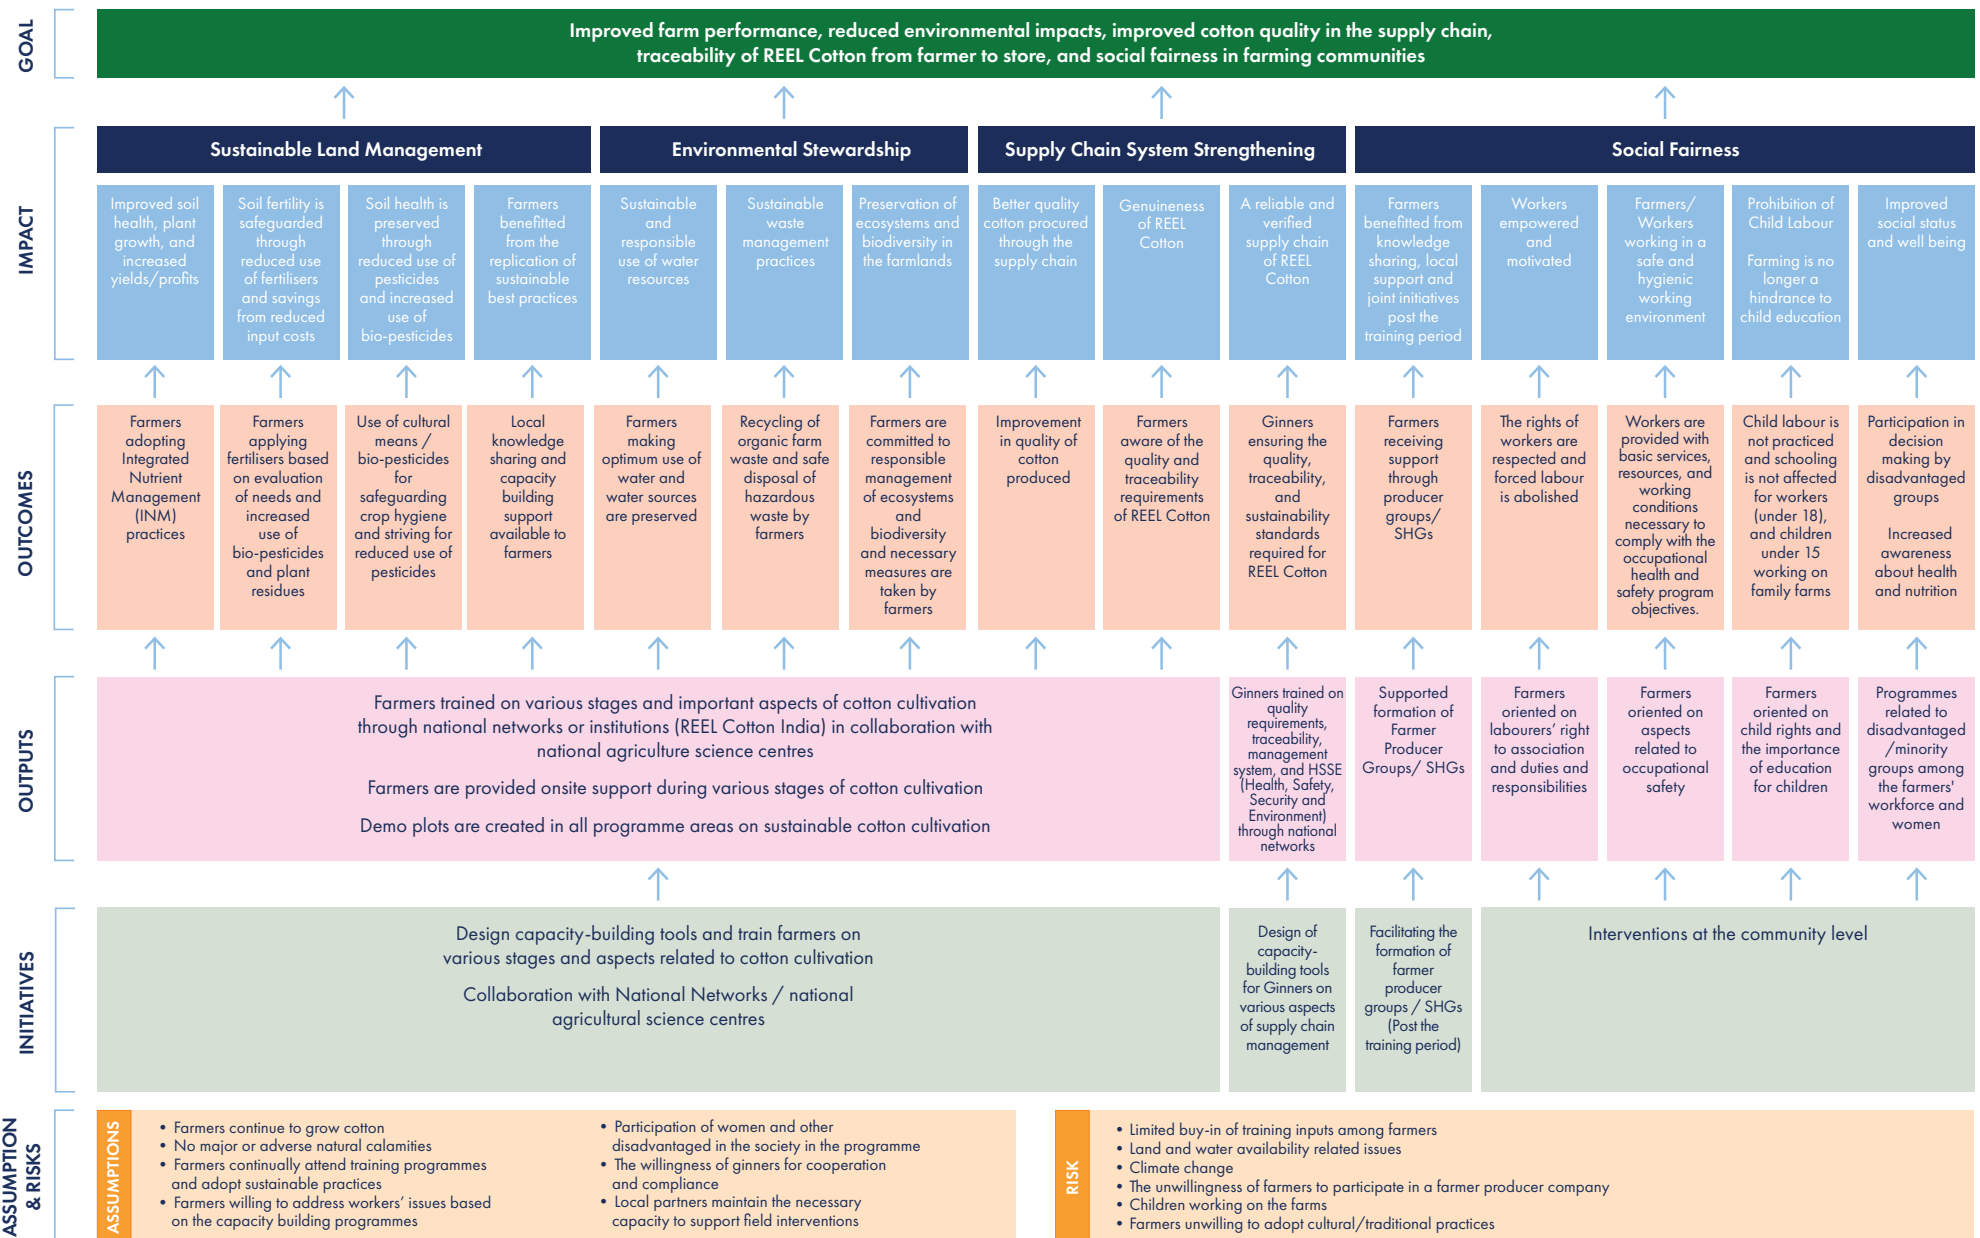 GOAL
Improved farm performance, reduced environmental impacts, improved cotton quality in the supply chain,
traceability of REEL Cotton from farmer to store, and social fairness in farming communities
IMPACT
Sustainable Land Management
Environmental Stewardship
Supply Chain System Strengthening
Social Fairness
Improved soil
health, plant
growth, and
increased
yields/profits
Soil fertility is
safeguarded
through
reduced use
of fertilisers
and savings
from reduced
input costs
Soil health is
preserved
through
reduced use of
pesticides
and increased
use of
bio-pesticides
Farmers
benefitted
from the
replication of
sustainable
best practices
Sustainable
and
responsible
use of water
resources
Sustainable
waste
management
practices
Preservation of
ecosystems and
biodiversity in
the farmlands
Better quality
cotton procured
through the
supply chain
Genuineness
of REEL
Cotton
A reliable and
verified
supply chain
of REEL
Cotton
Farmers
benefitted from
knowledge
sharing, local
support and
joint initiatives
post the
training period
Workers
empowered
and
motivated
Farmers/
Workers
working in a
safe and
hygienic
working
environment
Prohibition of
Child Labour
Farming is no
longer a
hindrance to
child education
Improved
social status
and well being
OUTCOMES
Farmers
adopting
Integrated
Nutrient
Management
(INM)
practices
Farmers
applying
fertilisers based
on evaluation
of needs and
increased
use of
bio-pesticides
and plant
residues
Use of cultural
means /
bio-pesticides
for
safeguarding
crop hygiene
and striving for
reduced use of
pesticides
Local
knowledge
sharing and
capacity
building
support
available to
farmers
Farmers
making
optimum use of
water and
water sources
are preserved
Recycling of
organic farm
waste and safe
disposal of
hazardous
waste by
farmers
Farmers are
committed to
responsible
management
of ecosystems
and
biodiversity
and necessary
measures are
taken by
farmers
Improvement
in quality of
cotton
produced
Farmers
aware of the
quality and
traceability
requirements
of REEL Cotton
Ginners
ensuring the
quality,
traceability,
and
sustainability
standards
required for
REEL Cotton
Farmers
receiving
support
through
producer
groups/
SHGs
The rights of
workers are
respected and
forced labour
is abolished
Workers are
provided with
basic services,
resources, and
working
conditions
necessary to
comply with the
occupational
health and
safety program
objectives.
Child labour is
not practiced
and schooling
is not affected
for workers
(under 18),
and children
under 15
working on
family farms
Participation in
decision
making by
disadvantaged
groups
Increased
awareness
about health
and nutrition
OUTPUTS
Farmers trained on various stages and important aspects of cotton cultivation
through national networks or institutions (REEL Cotton India) in collaboration with
national agriculture science centres
Farmers are provided onsite support during various stages of cotton cultivation
Demo plots are created in all programme areas on sustainable cotton cultivation
Ginners trained on
quality
requirements,
traceability,
management
system, and HSSE
(Health, Safety,
Security and
Environment)
through national
networks
Supported
formation of
Farmer
Producer
Groups/ SHGs
Farmers
oriented on
labourers' right
to association
and duties and
responsibilities
Farmers
oriented on
aspects
related to
occupational
safety
Farmers
oriented on
child rights and
the importance
of education
for children
Programmes
related to
disadvantaged
/minority
groups among
the farmers'
workforce and
women
INITIATIVES
Design capacity-building tools and train farmers on
various stages and aspects related to cotton cultivation
Collaboration with National Networks / national
agricultural science centres
Design of
capacity-
building tools
for Ginners on
various aspects
of supply chain
management
Facilitating the
formation of
farmer
producer
groups / SHGs
(Post the
training period)
Interventions at the community level
ASSUMPTION
& RISKS
ASSUMPTIONS
• Farmers continue to grow cotton
• No major or adverse natural calamities
• Farmers continually attend training programmes
and adopt sustainable practices
• Farmers willing to address workers' issues based
on the capacity building programmes
• Participation of women and other
disadvantaged in the society in the programme
• The willingness of ginners for cooperation
and compliance
• Local partners maintain the necessary
capacity to support field interventions
RISK
• Limited buy-in of training inputs among farmers
• Land and water availability related issues
• Climate change
• The unwillingness of farmers to participate in a farmer producer company
• Children working on the farms
• Farmers unwilling to adopt cultural/traditional practices